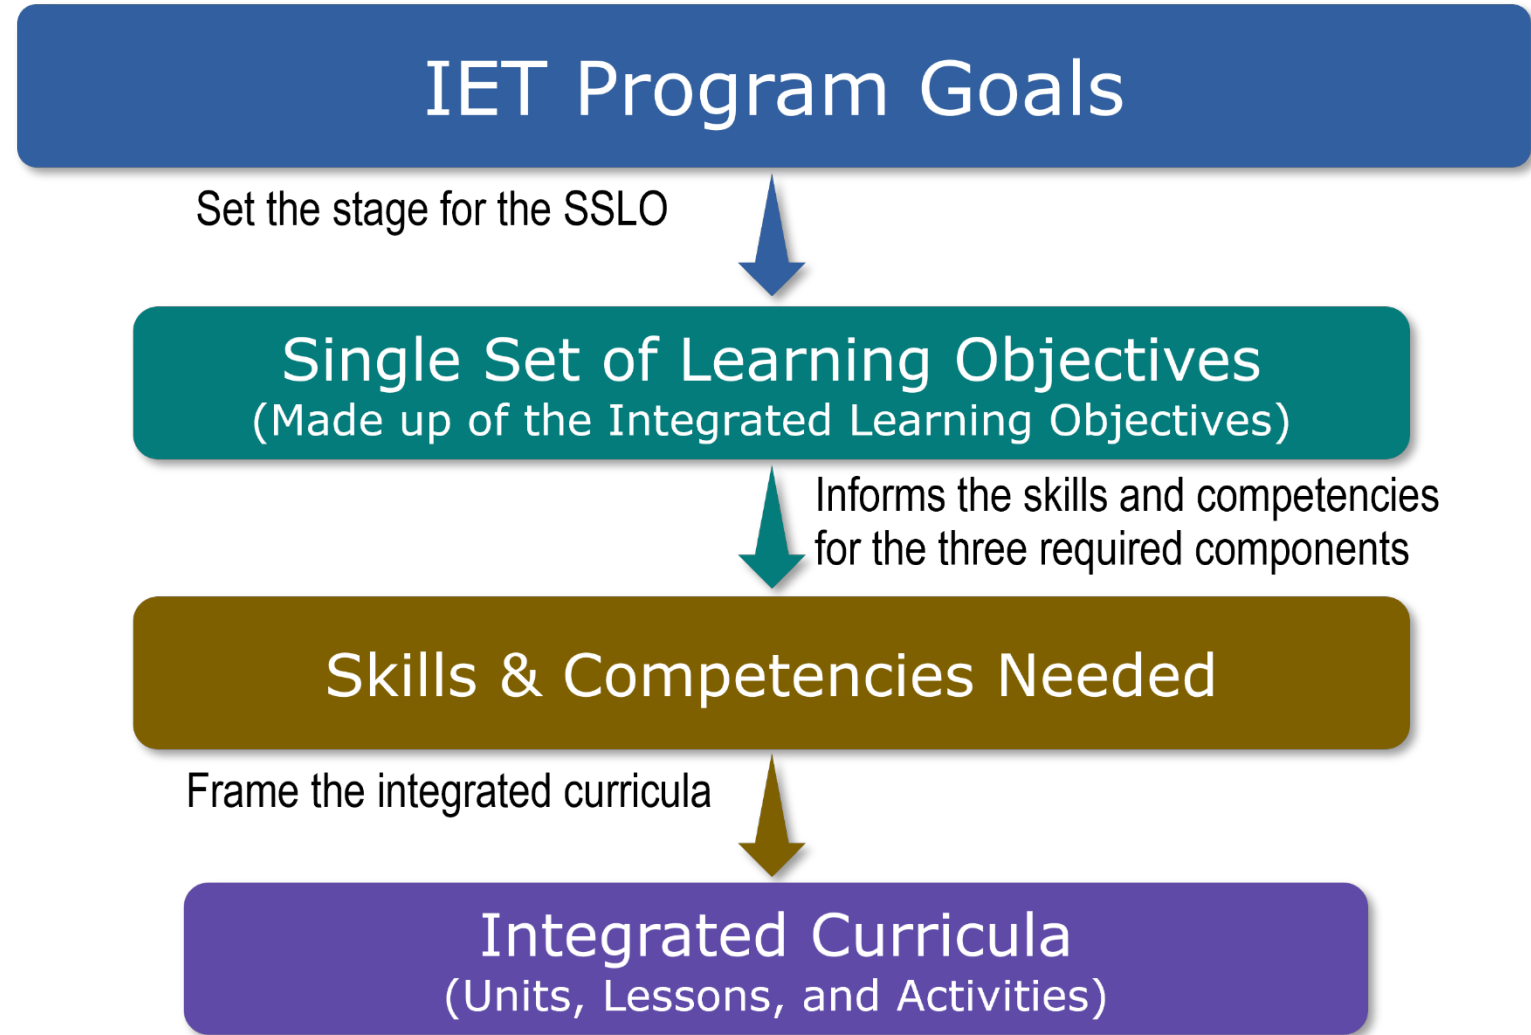 IET Program Goals
Set the stage for the SSLO
Single Set of Learning Objectives
(Made up of the Integrated Learning Objectives)
Informs the skills and competencies
for the three required components
Skills & Competencies Needed
Frame the integrated curricula
Integrated Curricula
(Units, Lessons, and Activities)